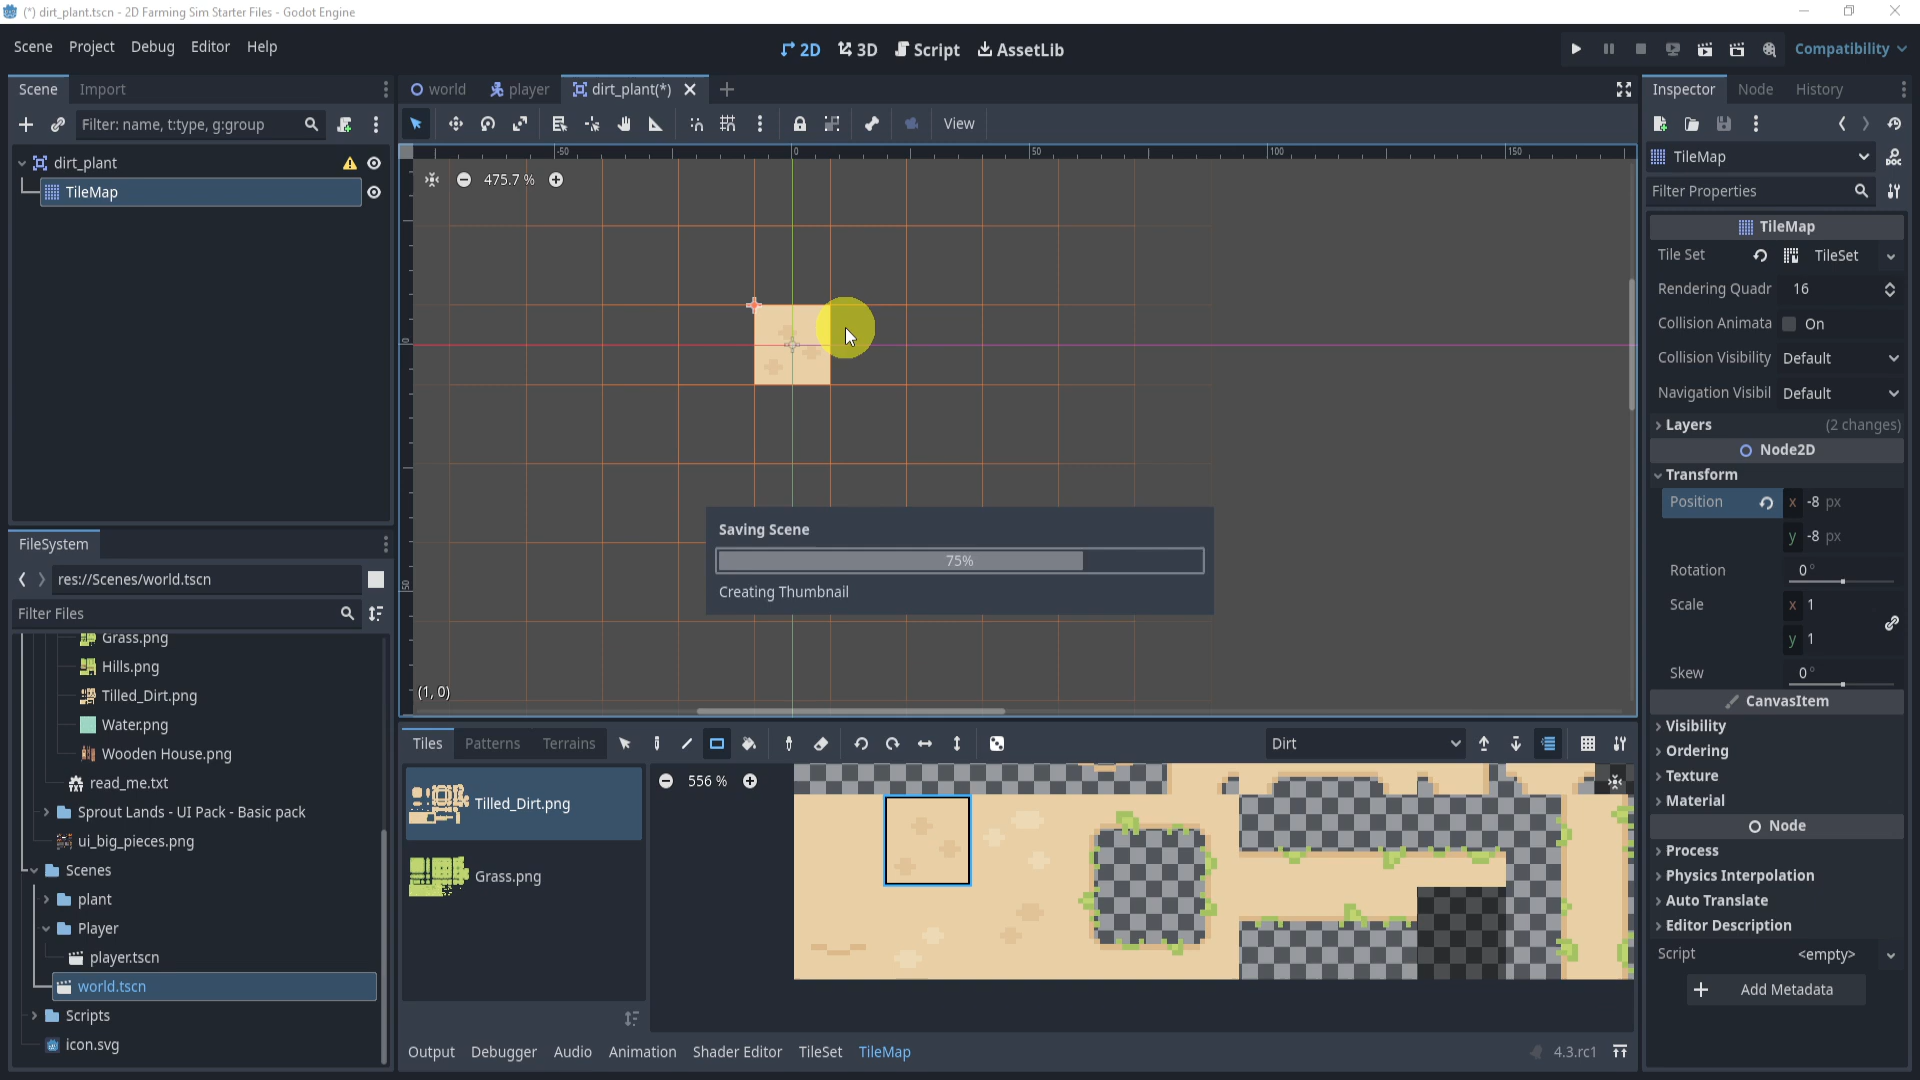 (*) dirt_plant.tscn - 2D Farming Sim Starter Files - Godot Engine
Scene Project Debug Editor Help
2D 3D Script AssetLib
Compatibility
Scene Import
world player dirt_plant(*)
Inspector Node History
Filter: name, t:type, g:group
View
TileMap
dirt_plant
TileMap
-50 0 50 100 150
475.7 %
0
50
(1, 0)
Saving Scene
75%
Creating Thumbnail
Filter Properties
TileMap
Tile Set TileSet
Rendering Quadr 16
Collision Animata On
Collision Visibility Default
Navigation Visibil Default
Layers (2 changes)
Node2D
Transform
Position x -8 px
y -8 px
Rotation 0°
Scale x 1
y 1
Skew 0°
CanvasItem
Visibility
Ordering
Texture
Material
Node
Process
Physics Interpolation
Auto Translate
Editor Description
Script <empty>
Add Metadata
FileSystem
res://Scenes/world.tscn
Filter Files
Grass.png
Hills.png
Tilled_Dirt.png
Water.png
Wooden House.png
read_me.txt
Sprout Lands - UI Pack - Basic pack
ui_big_pieces.png
Scenes
plant
Player
player.tscn
world.tscn
Scripts
icon.svg
Tiles Patterns Terrains
Dirt
Tilled_Dirt.png
Grass.png
556 %
Output Debugger Audio Animation Shader Editor TileSet TileMap
4.3.rc1